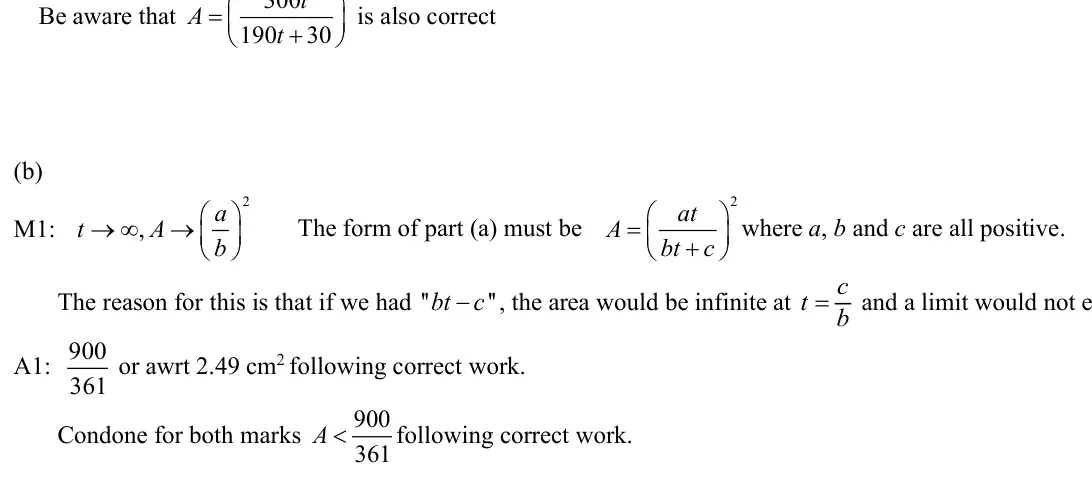 Be aware that A = ( 300t / 190t + 30 ) is also correct
(b)
M1: t → ∞, A → (a/b)² The form of part (a) must be A = (at / bt + c)² where a, b and c are all positive.
The reason for this is that if we had "bt − c", the area would be infinite at t = c/b and a limit would not e
A1: 900/361 or awrt 2.49 cm² following correct work.
Condone for both marks A < 900/361 following correct work.